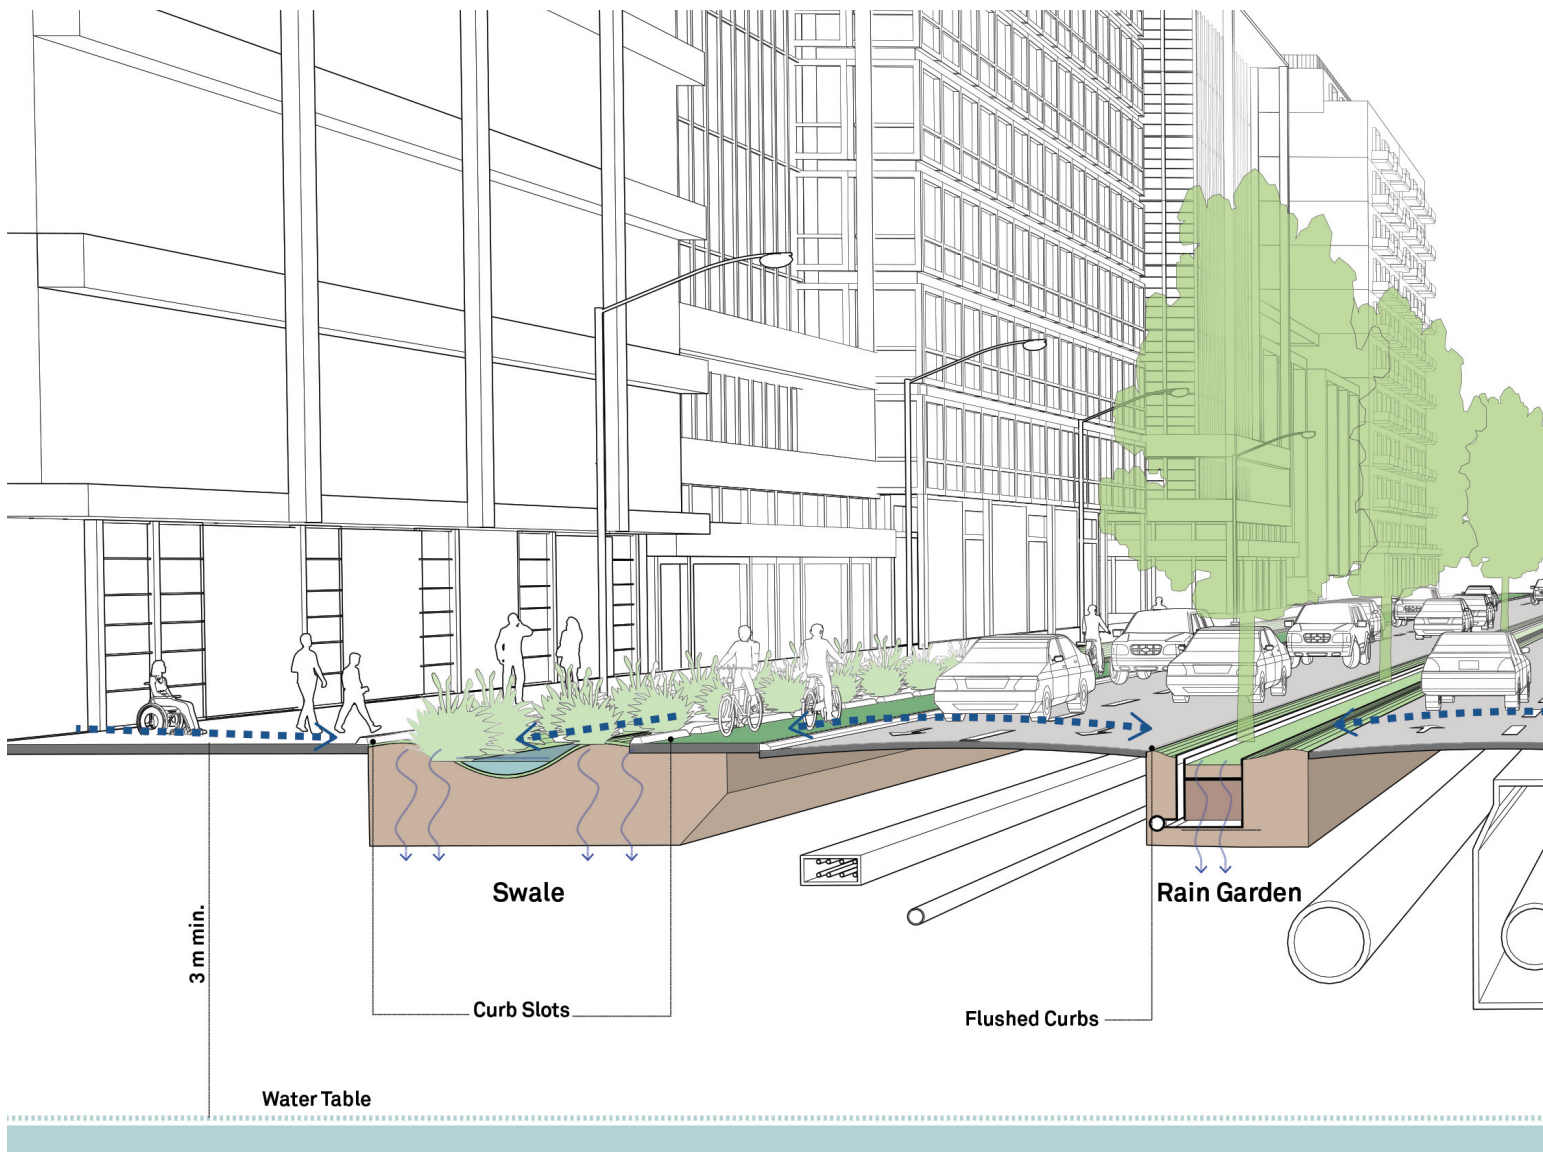 Swale
Rain Garden
3 m min.
Curb Slots
Flushed Curbs
Water Table